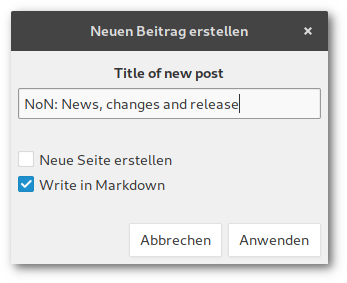 Neuen Beitrag erstellen
Title of new post
NoN: News, changes and release
Neue Seite erstellen
Write in Markdown
Abbrechen
Anwenden